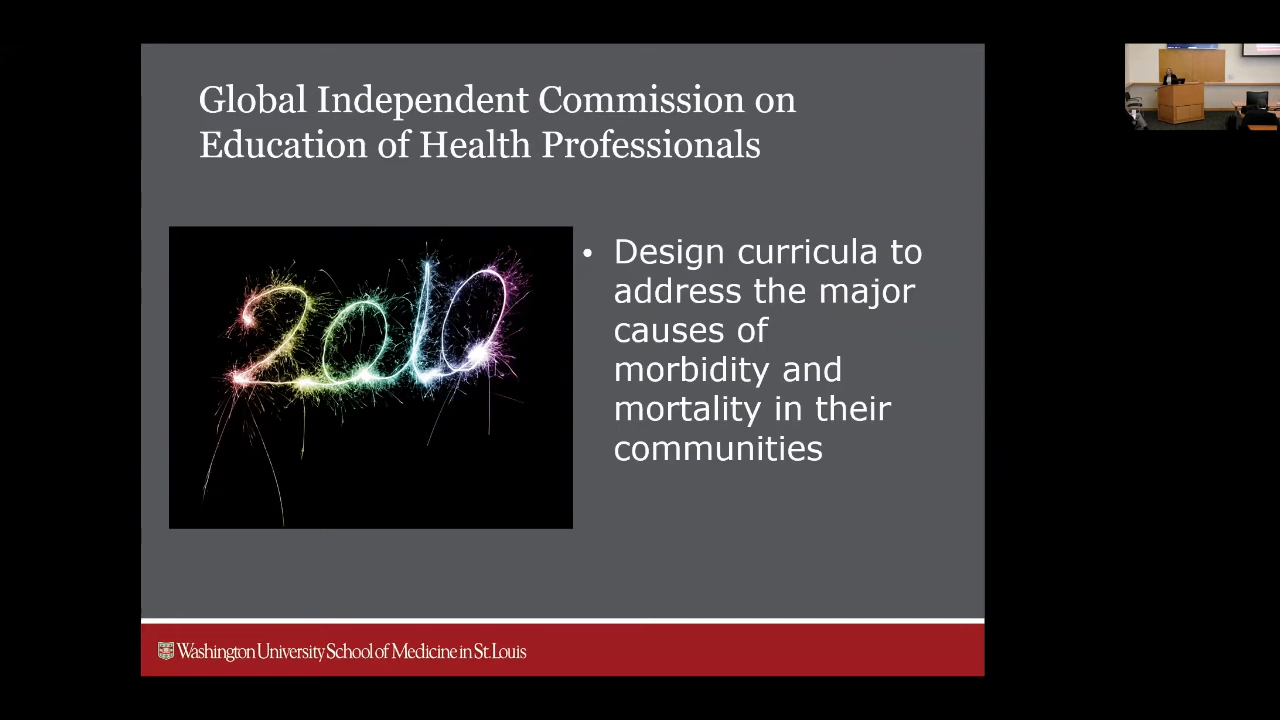 Global Independent Commission on
Education of Health Professionals
2010
• Design curricula to
address the major
causes of
morbidity and
mortality in their
communities
Washington University School of Medicine in St. Louis